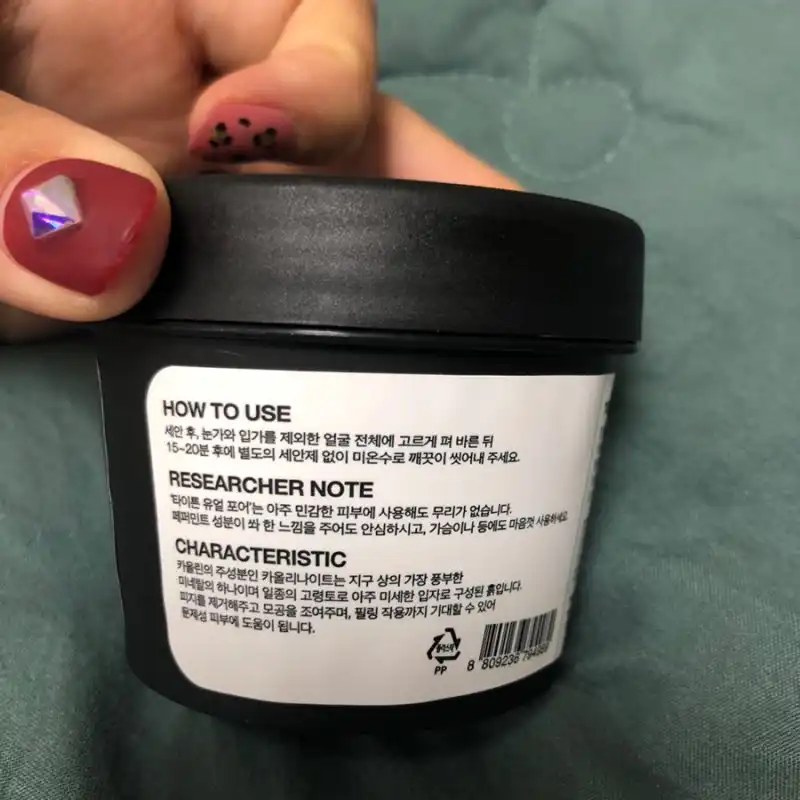 HOW TO USE
세안 후, 눈가와 입가를 제외한 얼굴 전체에 고르게 펴 바른 뒤
15~20분 후에 별도의 세안제 없이 미온수로 깨끗이 씻어내 주세요.
RESEARCHER NOTE
'타이튼 유얼 포어'는 아주 민감한 피부에 사용해도 무리가 없습니다.
페퍼민트 성분이 쏴 한 느낌을 주어도 안심하시고, 가슴이나 등에도 마음껏 사용하세요.
CHARACTERISTIC
카올린의 주성분인 카올리나이트는 지구 상의 가장 풍부한
미네랄의 하나이며 일종의 고령토로 아주 미세한 입자로 구성된 흙입니다.
피지를 제거해주고 모공을 조여주며, 필링 작용까지 기대할 수 있어
문제성 피부에 도움이 됩니다.
플라스틱
PP
8 809236